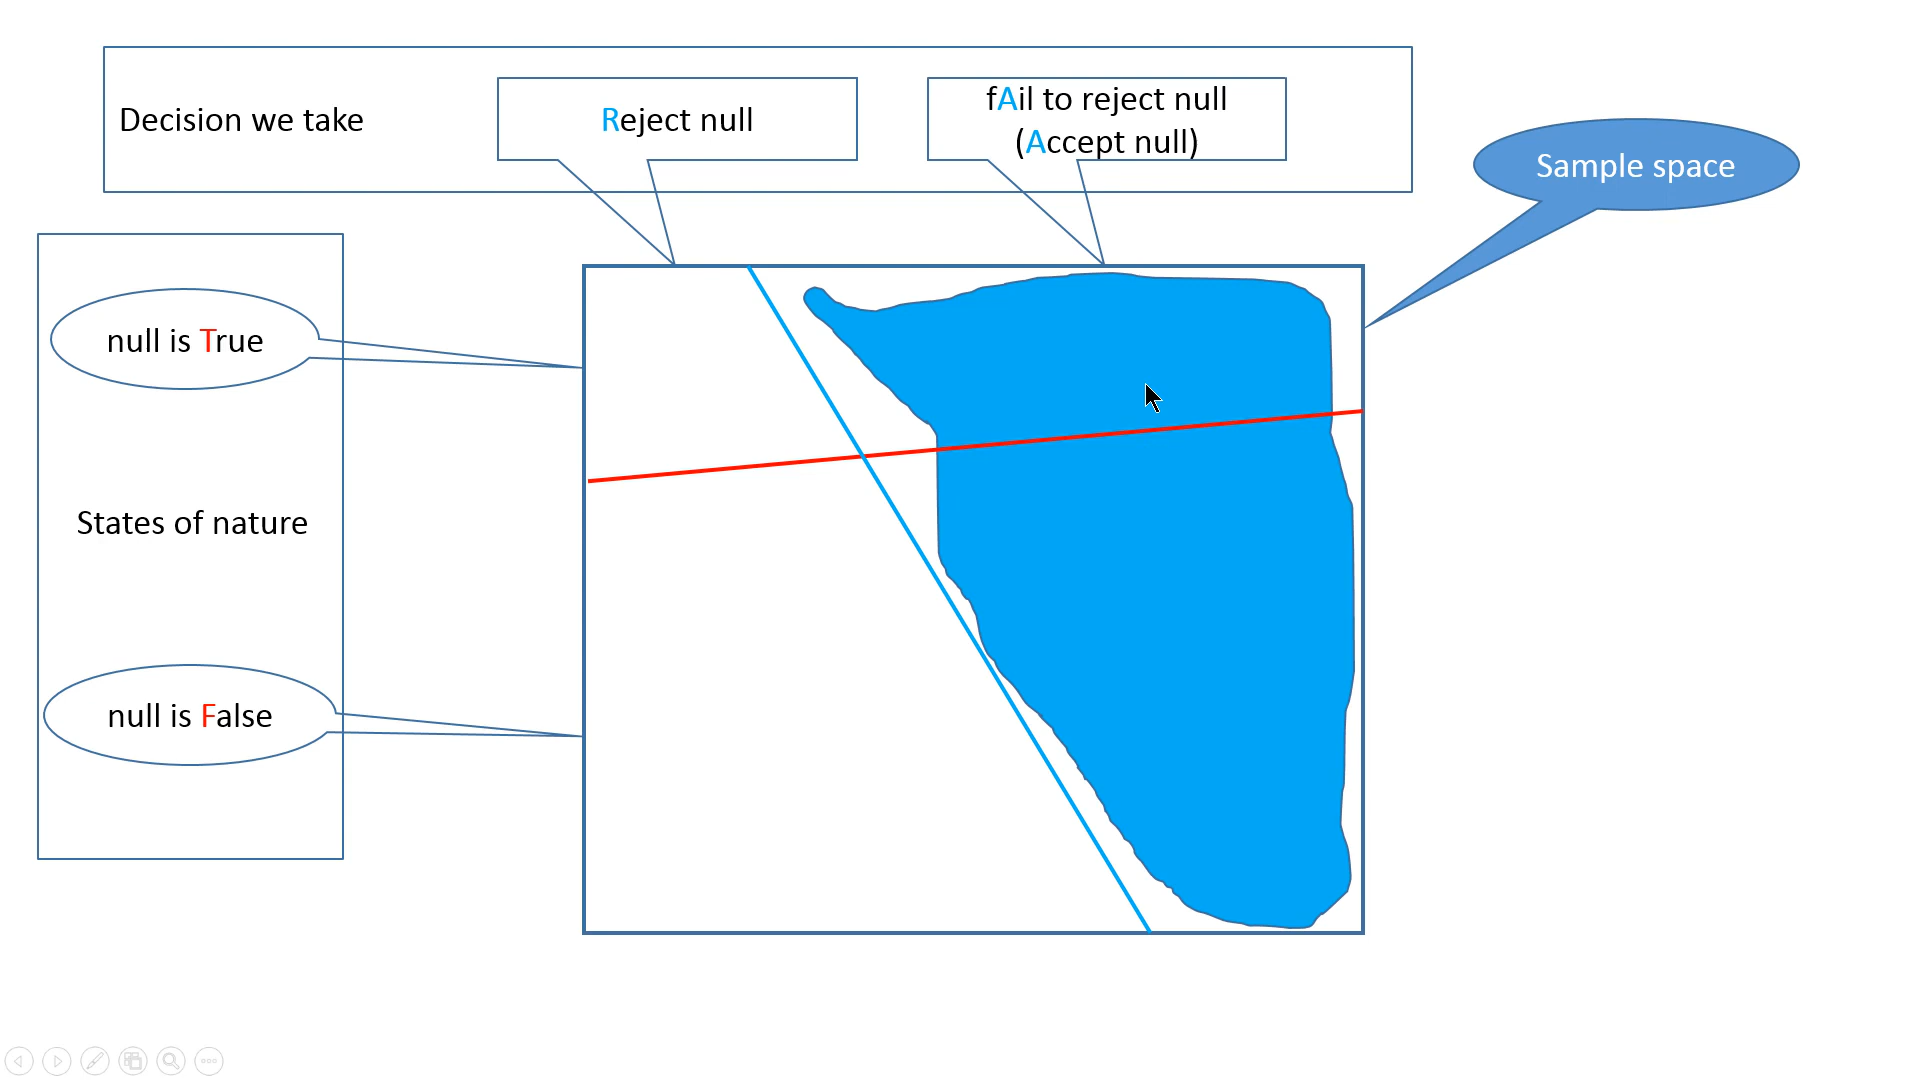 Decision we take
Reject null
fAil to reject null
(Accept null)
Sample space
null is True
States of nature
null is False